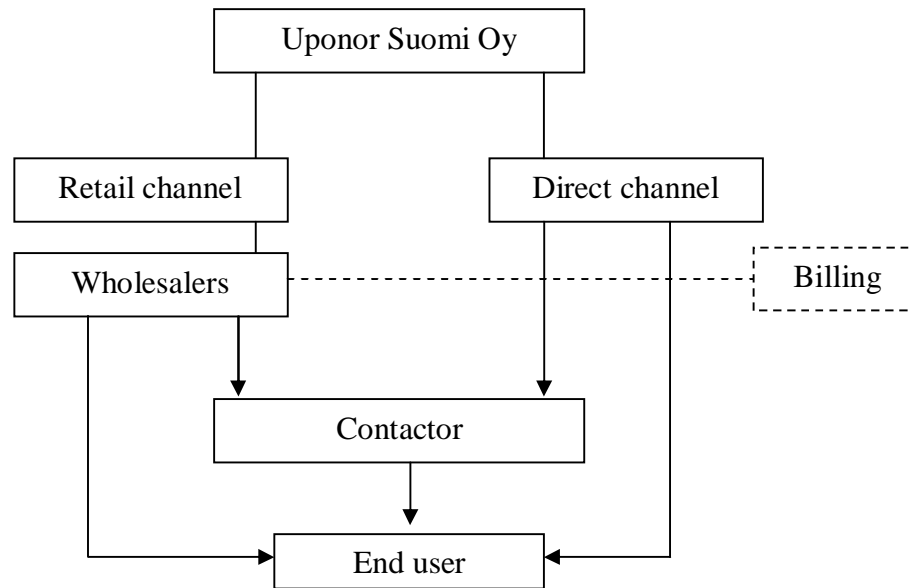 Uponor Suomi Oy
Retail channel
Direct channel
Wholesalers
Billing
Contactor
End user